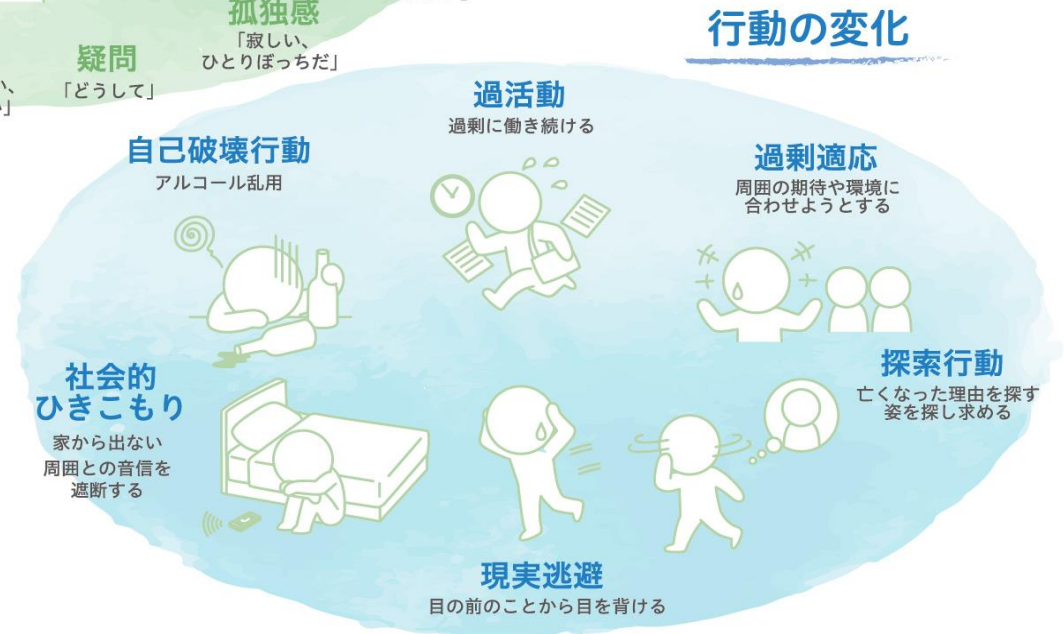 孤独感
「寂しい、
ひとりぼっちだ」
疑問
「どうして」
行動の変化
過活動
過剰に働き続ける
自己破壊行動
アルコール乱用
過剰適応
周囲の期待や環境に
合わせようとする
社会的
ひきこもり
家から出ない
周囲との音信を
遮断する
探索行動
亡くなった理由を探す
姿を探し求める
現実逃避
目の前のことから目を背ける